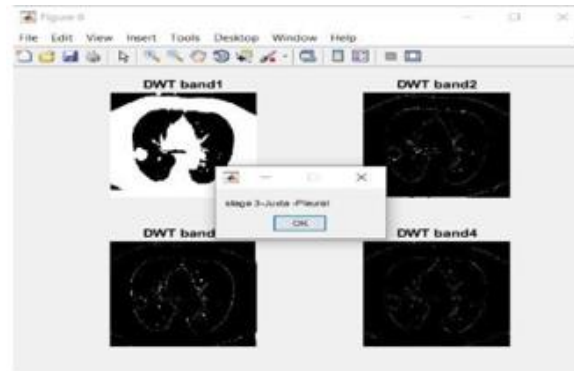 Figure 8
File Edit View Insert Tools Desktop Window Help
DWT band1
DWT band2
stage 3-Juxta -Pleural
OK
DWT band
DWT band4